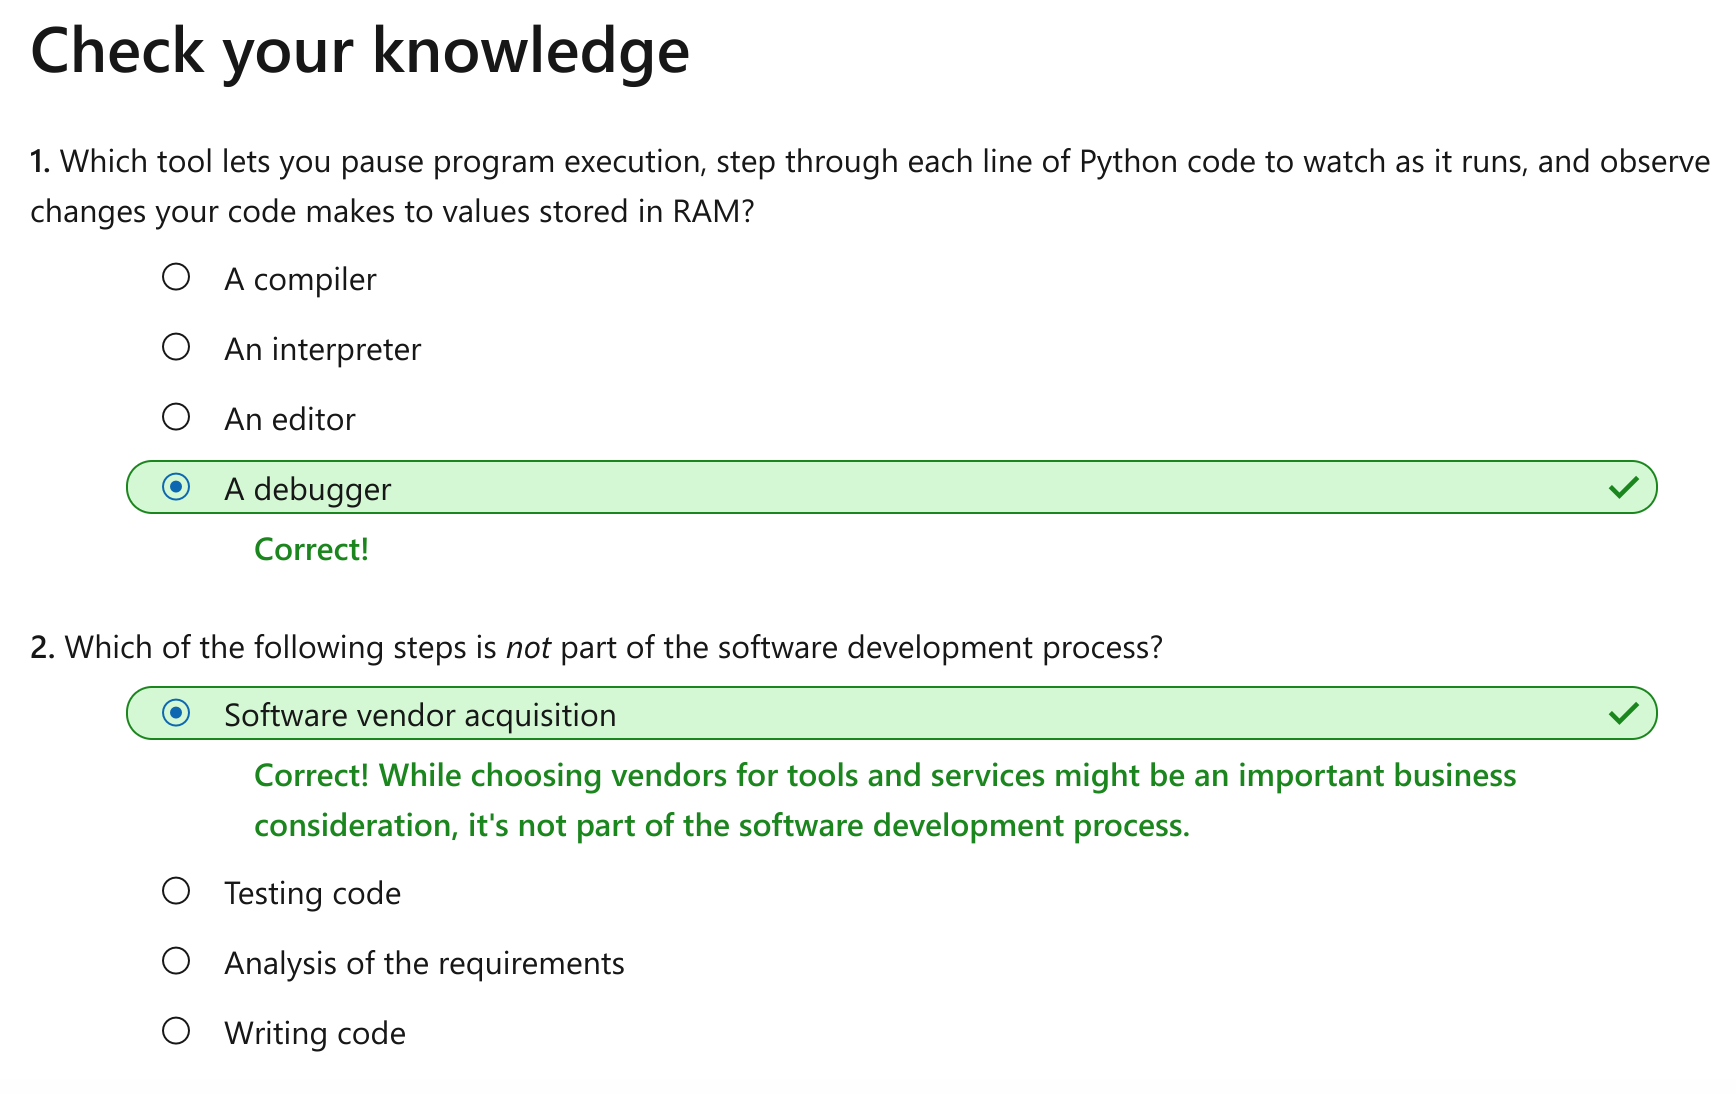 Check your knowledge
1. Which tool lets you pause program execution, step through each line of Python code to watch as it runs, and observe
changes your code makes to values stored in RAM?
A compiler
An interpreter
An editor
A debugger
Correct!
2. Which of the following steps is not part of the software development process?
Software vendor acquisition
Correct! While choosing vendors for tools and services might be an important business
consideration, it's not part of the software development process.
Testing code
Analysis of the requirements
Writing code